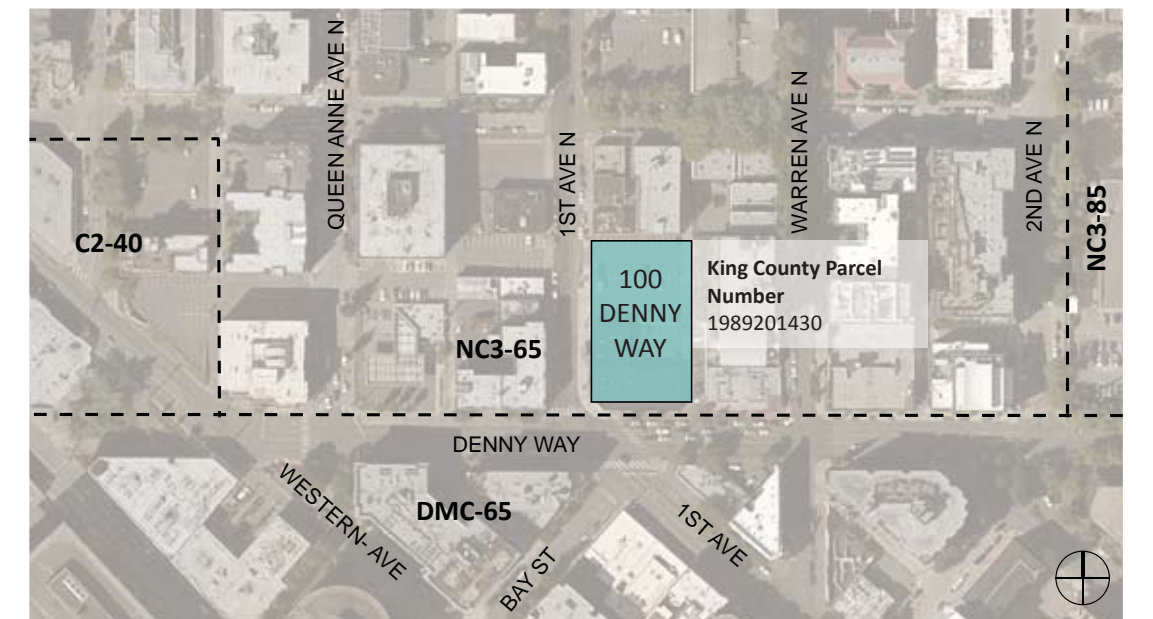 QUEEN ANNE AVE N
1ST AVE N
WARREN AVE N
2ND AVE N
NC3-85
C2-40
100
DENNY
WAY
King County Parcel
Number
1989201430
NC3-65
DENNY WAY
WESTERN- AVE
DMC-65
BAY ST
1ST AVE